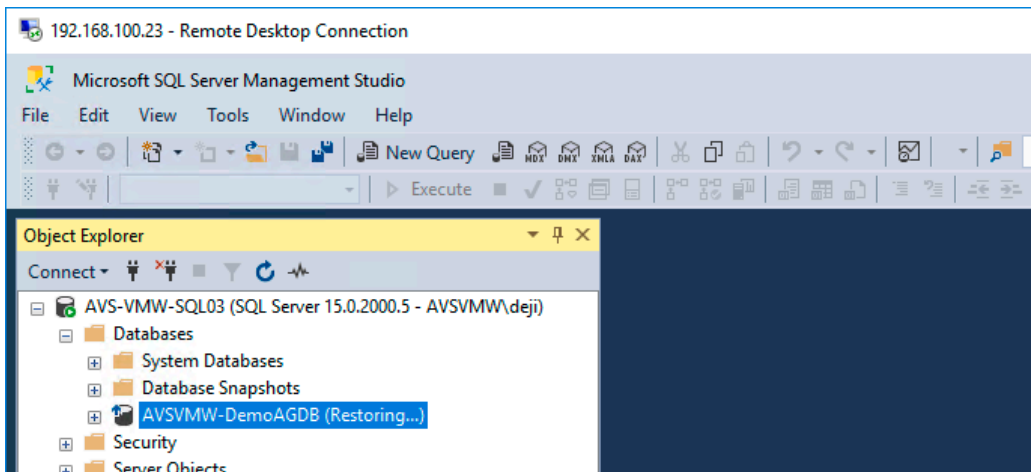 192.168.100.23 - Remote Desktop Connection
Microsoft SQL Server Management Studio
File Edit View Tools Window Help
New Query MDX DMX XMLA DAX
Execute
Object Explorer
Connect
AVS-VMW-SQL03 (SQL Server 15.0.2000.5 - AVSVMW\deji)
Databases
System Databases
Database Snapshots
AVSVMW-DemoAGDB (Restoring...)
Security
Server Objects